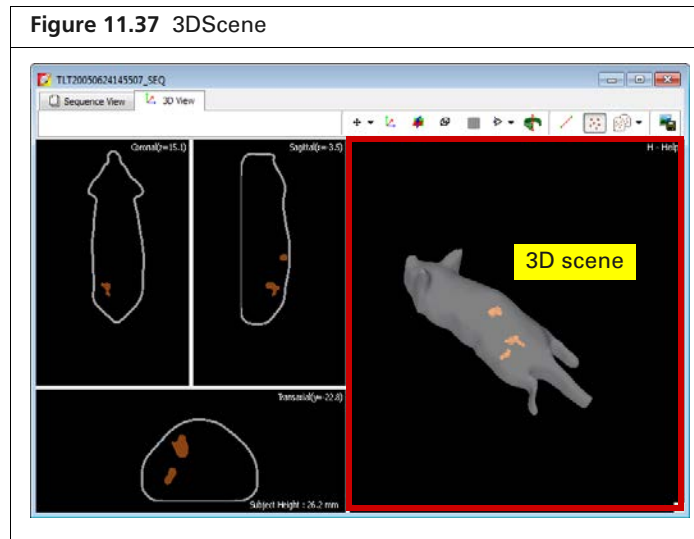 Figure 11.37 3DScene
TLT20050624145507_SEQ
Sequence View 3D View
Coronal(z=15.1)
Sagittal(x=-3.5)
H - Help
3D scene
Transaxial(y=-22.8)
Subject Height : 26.2 mm